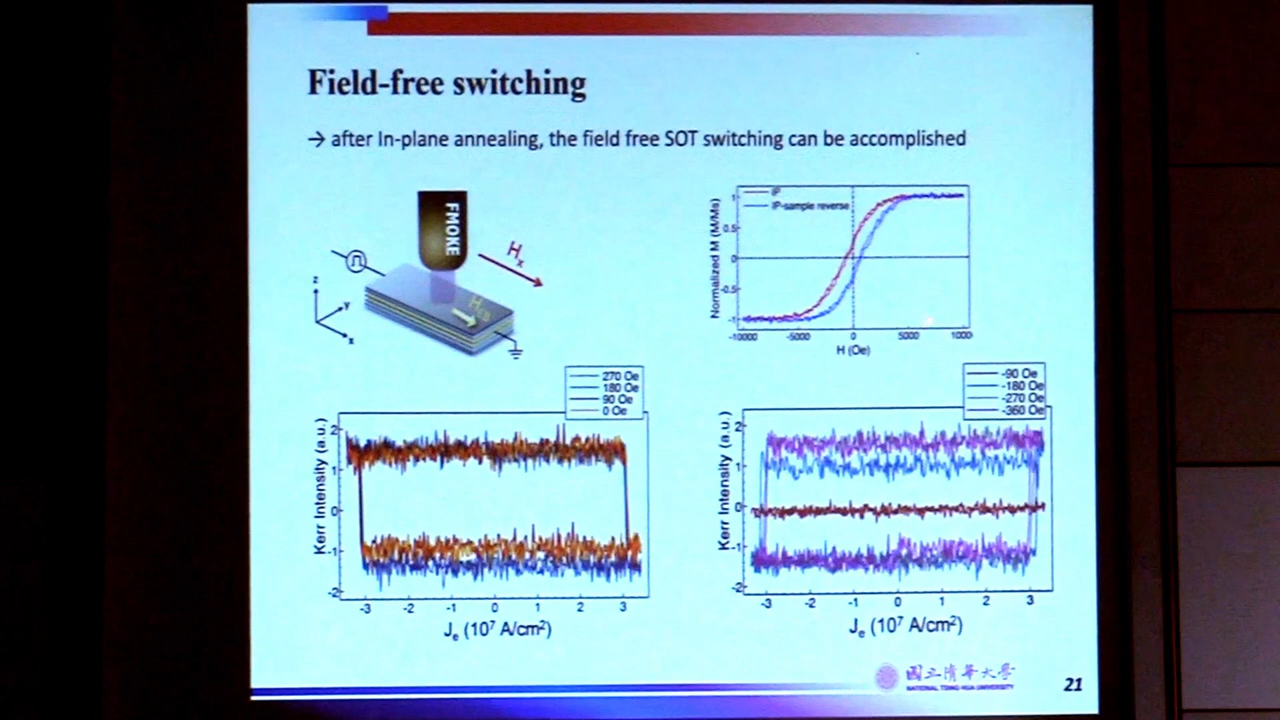 Field-free switching
→ after In-plane annealing, the field free SOT switching can be accomplished
FMOKE
Hx
z
y
x
IP
IP-sample reverse
Normalized M (M/Ms)
1
0.5
0
-0.5
-1
-10000 -5000 0 5000 1000
H (Oe)
270 Oe
180 Oe
90 Oe
0 Oe
Kerr Intensity (a.u.)
2
1
0
-1
-2
-3 -2 -1 0 1 2 3
Je (10⁷ A/cm²)
-90 Oe
-180 Oe
-270 Oe
-360 Oe
Kerr Intensity (a.u.)
2
1
0
-1
-2
-3 -2 -1 0 1 2 3
Je (10⁷ A/cm²)
國立清華大學
NATIONAL TSING HUA UNIVERSITY
21